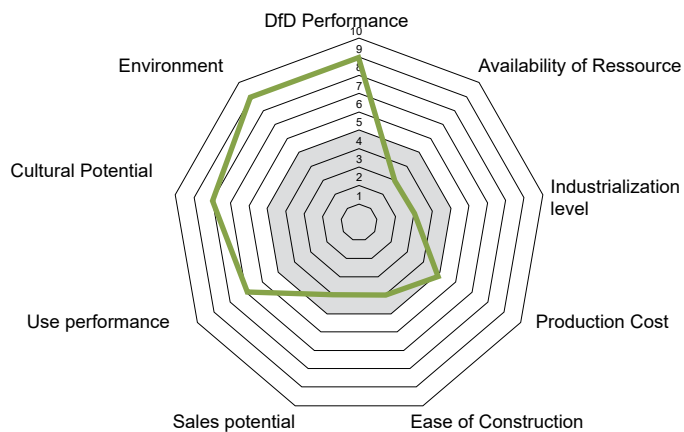 DfD Performance
10
9
8
7
6
5
4
3
2
1
Environment
Availability of Ressource
Cultural Potential
Industrialization
level
Use performance
Production Cost
Sales potential
Ease of Construction